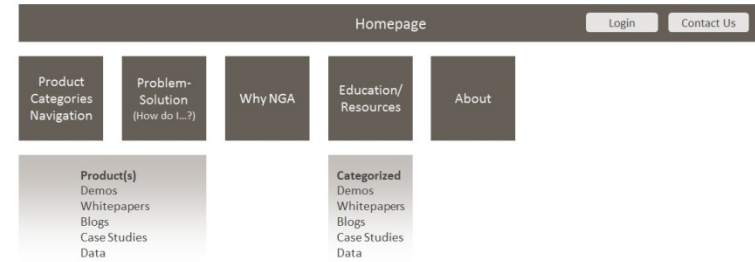 Homepage
Login
Contact Us
Product
Categories
Navigation
Problem-
Solution
(How do I...?)
Why NGA
Education/
Resources
About
Product(s)
Demos
Whitepapers
Blogs
Case Studies
Data
Categorized
Demos
Whitepapers
Blogs
Case Studies
Data